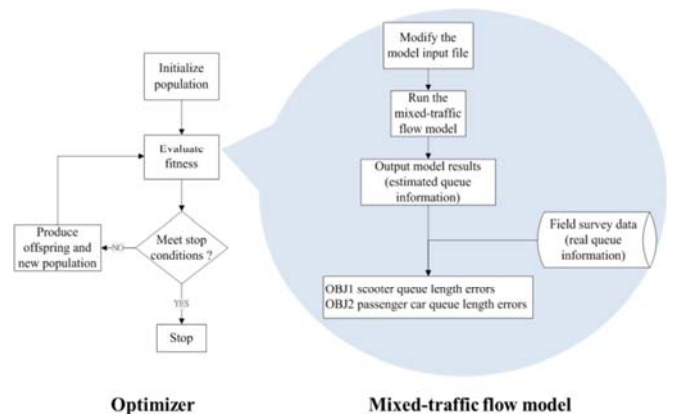 Initialize
population
Evaluate
fitness
Produce
offspring and
new population
NO
Meet stop
conditions ?
YES
Stop
Optimizer
Modify the
model input file
Run the
mixed-traffic
flow model
Output model results
(estimated queue
information)
Field survey data
(real queue
information)
OBJ1 scooter queue length errors
OBJ2 passenger car queue length errors
Mixed-traffic flow model